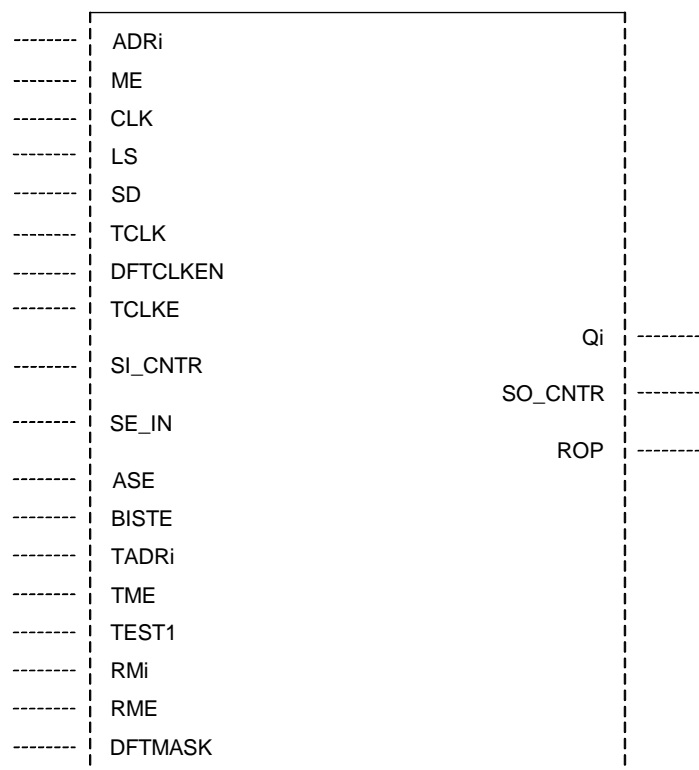 ADRi
ME
CLK
LS
SD
TCLK
DFTCLKEN
TCLKE
Qi
SI_CNTR
SO_CNTR
SE_IN
ROP
ASE
BISTE
TADRi
TME
TEST1
RMi
RME
DFTMASK